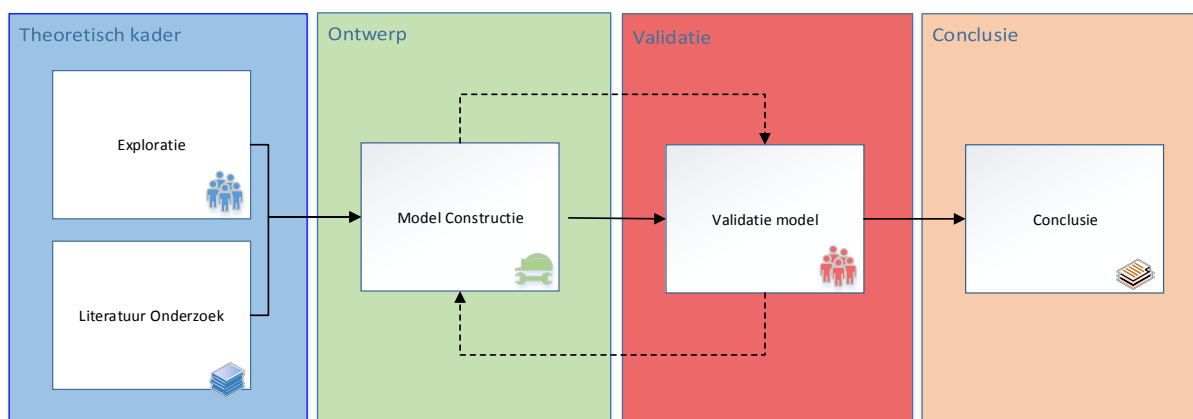 Theoretisch kader
Ontwerp
Validatie
Conclusie
Exploratie
Literatuur Onderzoek
Model Constructie
Validatie model
Conclusie